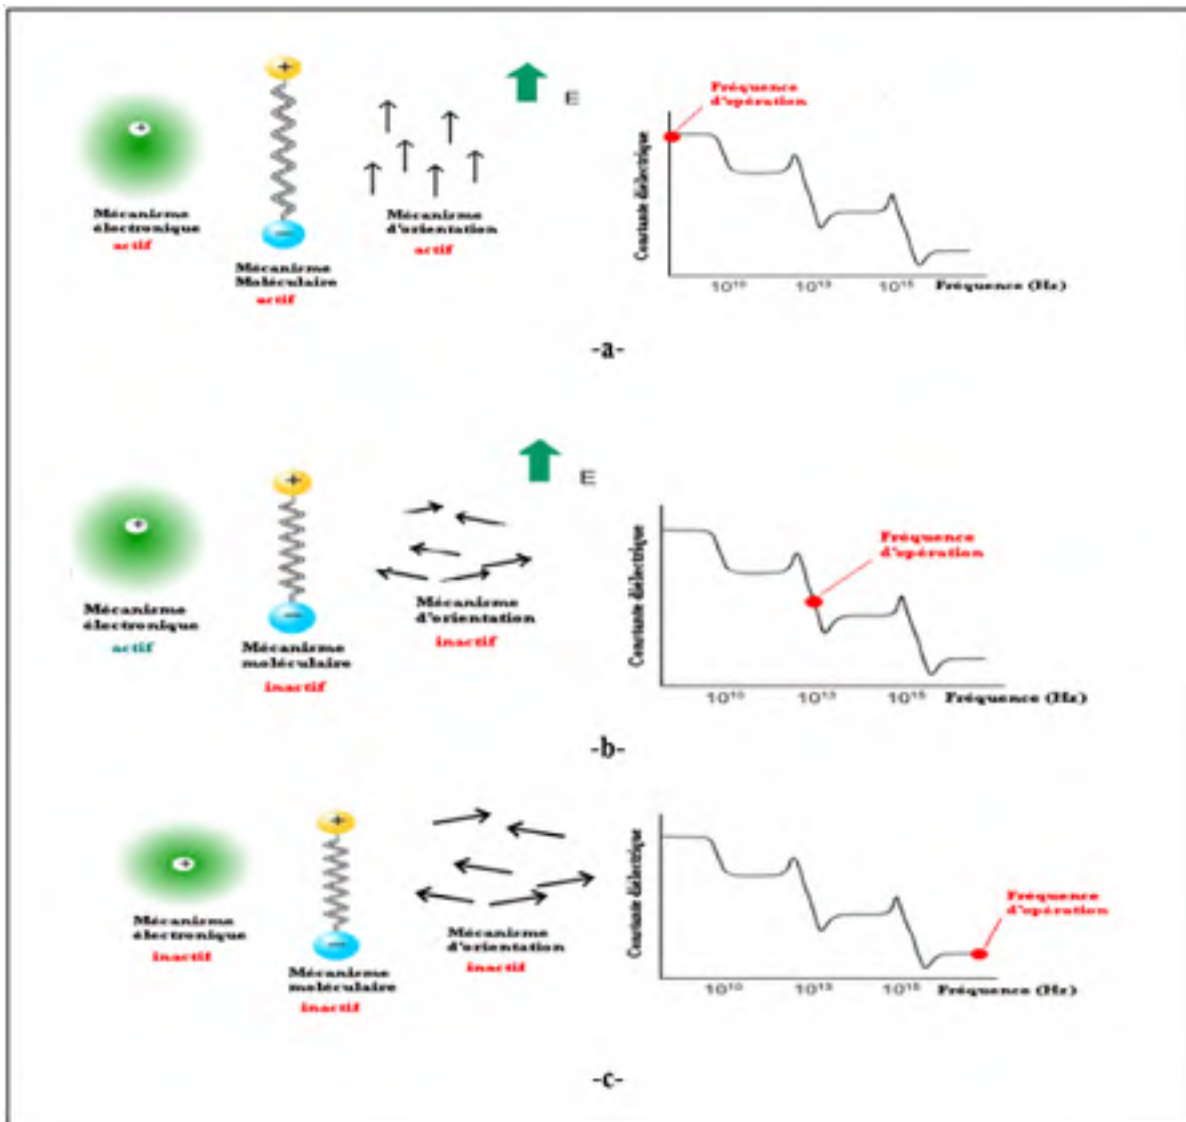 Fréquence
d'opération
E
Constante diélectrique
Mécanisme
électronique
actif
Mécanisme
d'orientation
actif
Mécanisme
Moléculaire
actif
10¹⁰ 10¹³ 10¹⁵ Fréquence (Hz)
-a-
E
Fréquence
d'opération
Constante diélectrique
Mécanisme
électronique
actif
Mécanisme
d'orientation
inactif
Mécanisme
moléculaire
inactif
10¹⁰ 10¹³ 10¹⁵ Fréquence (Hz)
-b-
Constante diélectrique
Fréquence
d'opération
Mécanisme
électronique
inactif
Mécanisme
d'orientation
inactif
Mécanisme
moléculaire
inactif
10¹⁰ 10¹³ 10¹⁵ Fréquence (Hz)
-c-